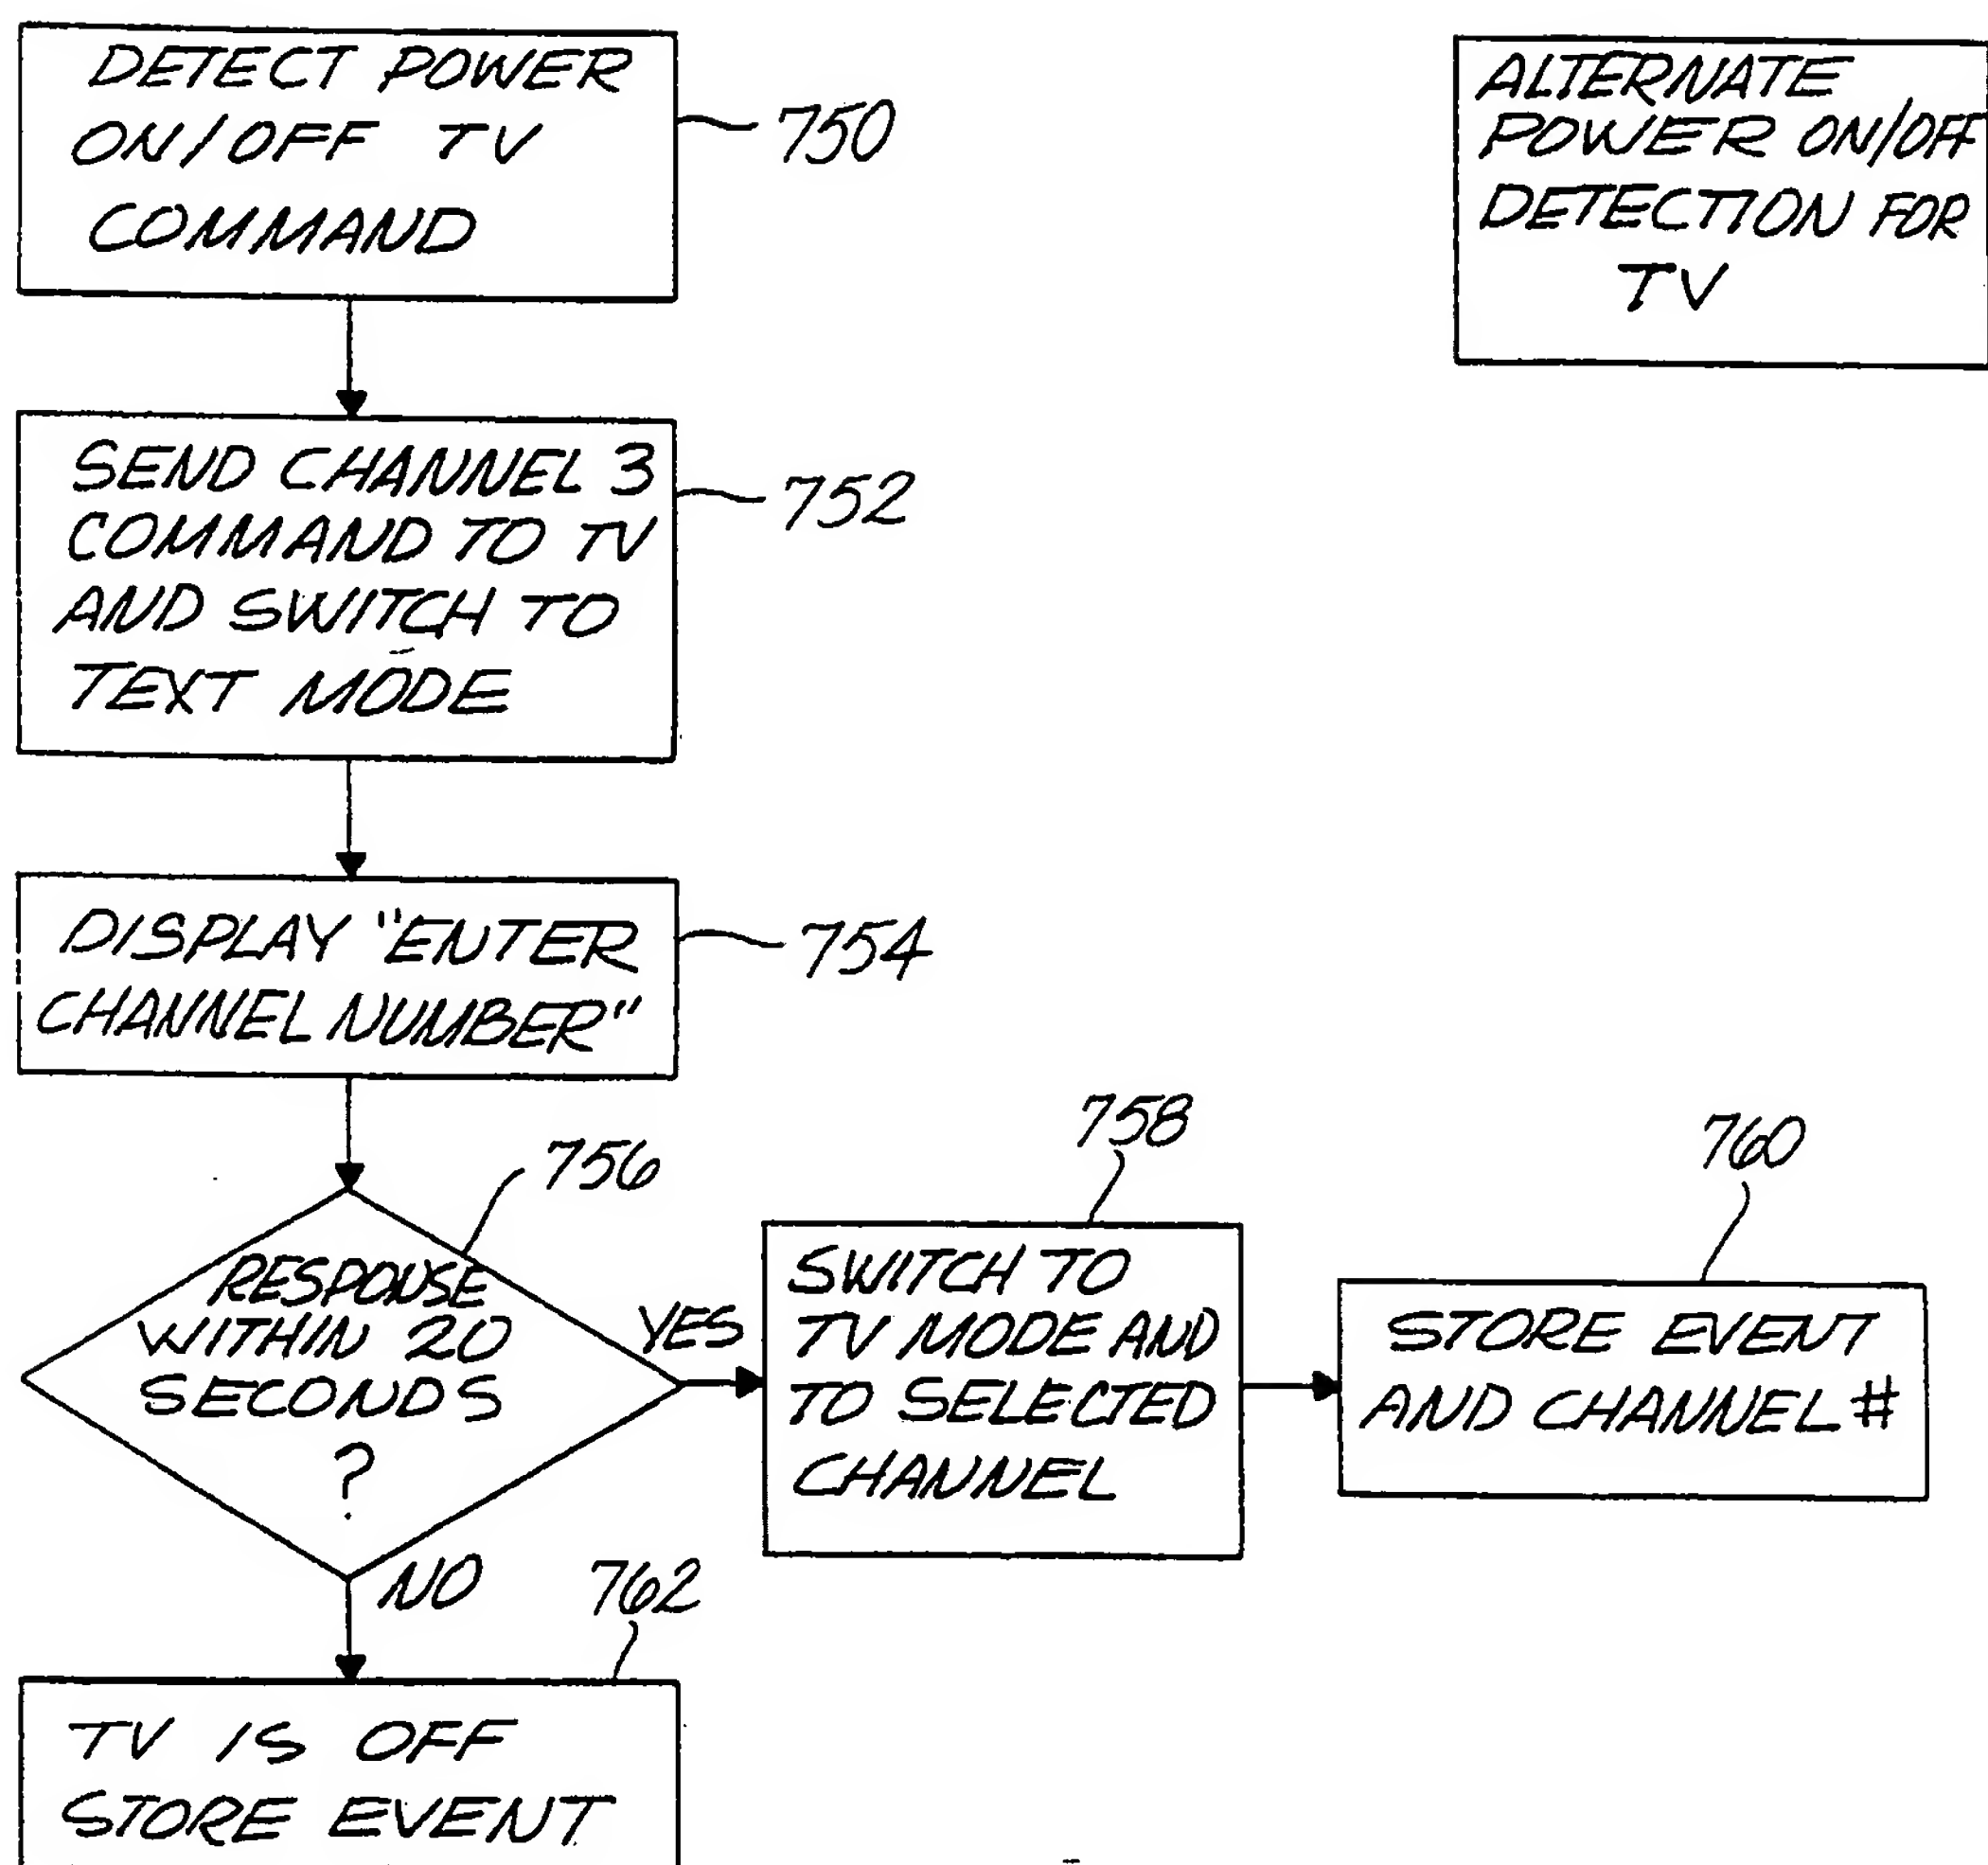 DETECT POWER
ON/OFF TV
COMMAND
750
ALTERNATE
POWER ON/OFF
DETECTION FOR
TV
SEND CHANNEL 3
COMMAND TO TV
AND SWITCH TO
TEXT MODE
752
DISPLAY "ENTER
CHANNEL NUMBER"
754
756
RESPONSE
WITHIN 20
SECONDS
?
YES
NO
758
SWITCH TO
TV MODE AND
TO SELECTED
CHANNEL
760
STORE EVENT
AND CHANNEL #
762
TV IS OFF
STORE EVENT